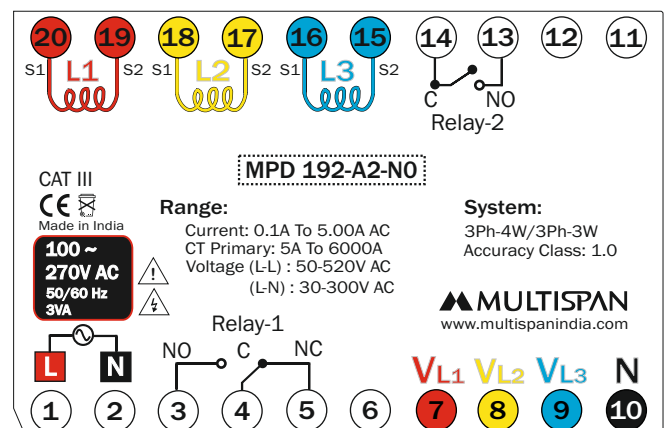 20 19 18 17 16 15 14 13 12 11
S1 L1 S2 S1 L2 S2 S1 L3 S2
C NO
Relay-2
MPD 192-A2-N0
CAT III
CE
Made in India
100 ~
270V AC
50/60 Hz
3VA
Range:
Current: 0.1A To 5.00A AC
CT Primary: 5A To 6000A
Voltage (L-L) : 50-520V AC
(L-N) : 30-300V AC
System:
3Ph-4W/3Ph-3W
Accuracy Class: 1.0
MULTISPAN
www.multispanindia.com
Relay-1
L N NO C NC VL1 VL2 VL3 N
1 2 3 4 5 6 7 8 9 10